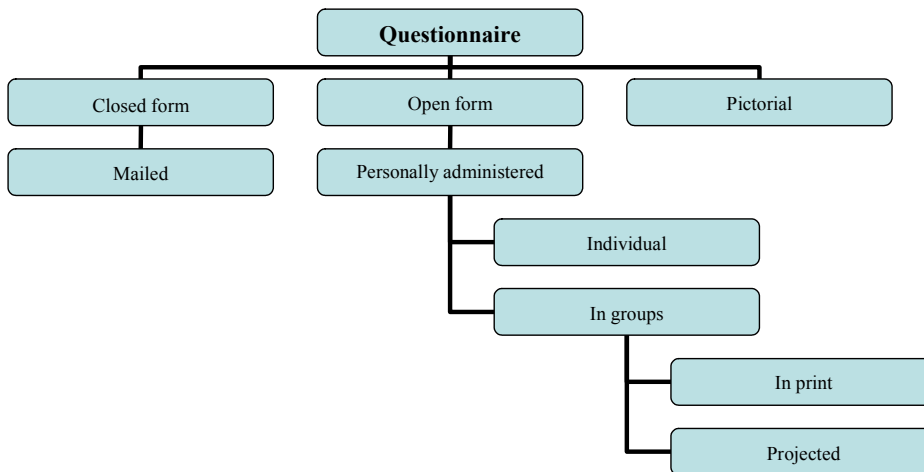 Questionnaire
Closed form
Open form
Pictorial
Mailed
Personally administered
Individual
In groups
In print
Projected